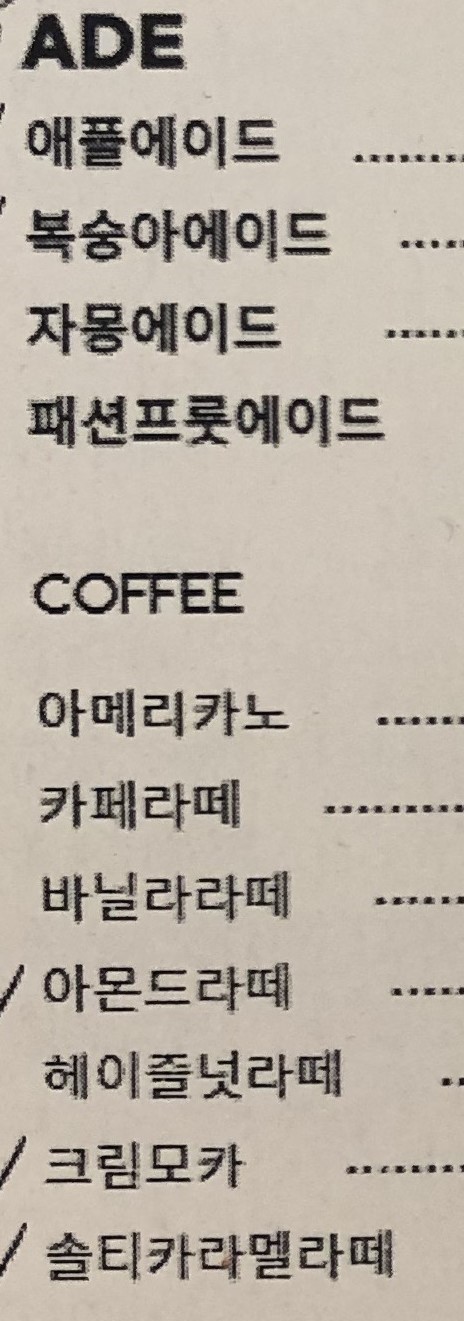 ADE
애플에이드
복숭아에이드
자몽에이드
패션프룻에이드
COFFEE
아메리카노
카페라떼
바닐라라떼
아몬드라떼
헤이즐넛라떼
크림모카
솔티카라멜라떼